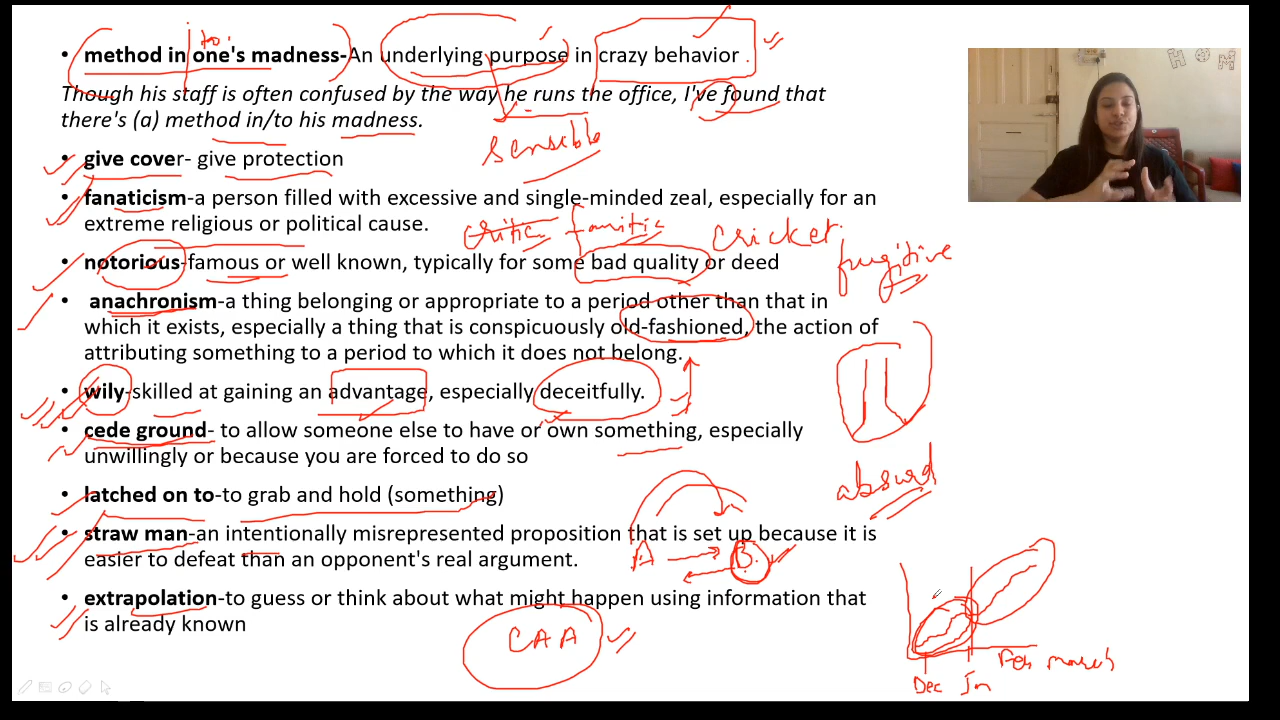 • method in one's madness-An underlying purpose in crazy behavior .
to
Though his staff is often confused by the way he runs the office, I've found that
there's (a) method in/to his madness.
sensible
• give cover- give protection
• fanaticism-a person filled with excessive and single-minded zeal, especially for an
extreme religious or political cause.
critic fanitic cricket
• notorious-famous or well known, typically for some bad quality or deed
fugitive
• anachronism-a thing belonging or appropriate to a period other than that in
which it exists, especially a thing that is conspicuously old-fashioned, the action of
attributing something to a period to which it does not belong.
• wily-skilled at gaining an advantage, especially deceitfully.
• cede ground- to allow someone else to have or own something, especially
unwillingly or because you are forced to do so
absurd
• latched on to-to grab and hold (something)
• straw man-an intentionally misrepresented proposition that is set up because it is
easier to defeat than an opponent's real argument.
A B
• extrapolation-to guess or think about what might happen using information that
is already known
CAA
Feb march
Dec Jn
H M